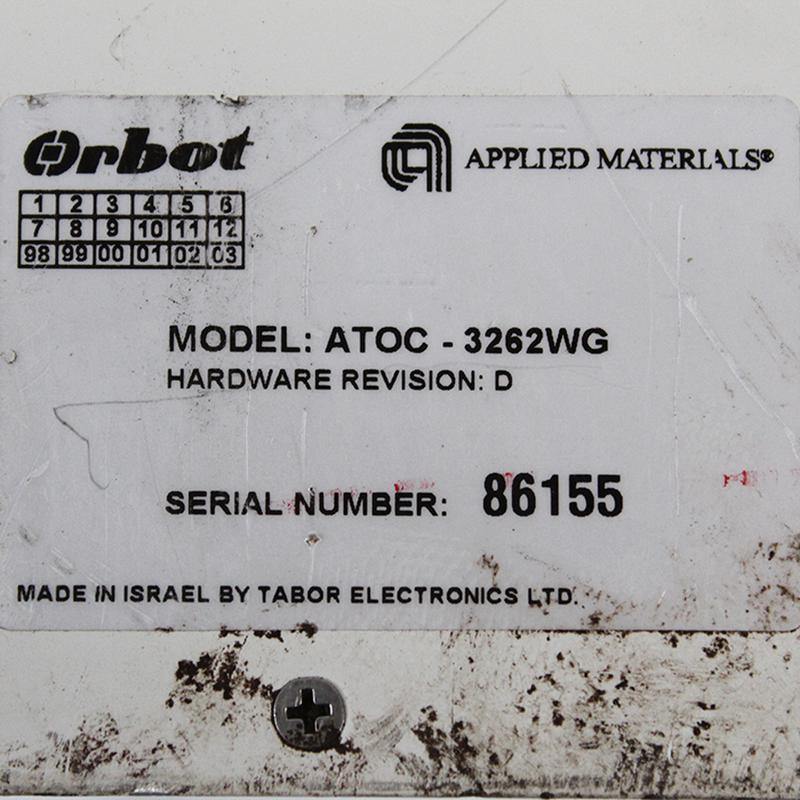 Orbot
APPLIED MATERIALS®
1 2 3 4 5 6
7 8 9 10 11 12
98 99 00 01 02 03
MODEL: ATOC - 3262WG
HARDWARE REVISION: D
SERIAL NUMBER: 86155
MADE IN ISRAEL BY TABOR ELECTRONICS LTD.